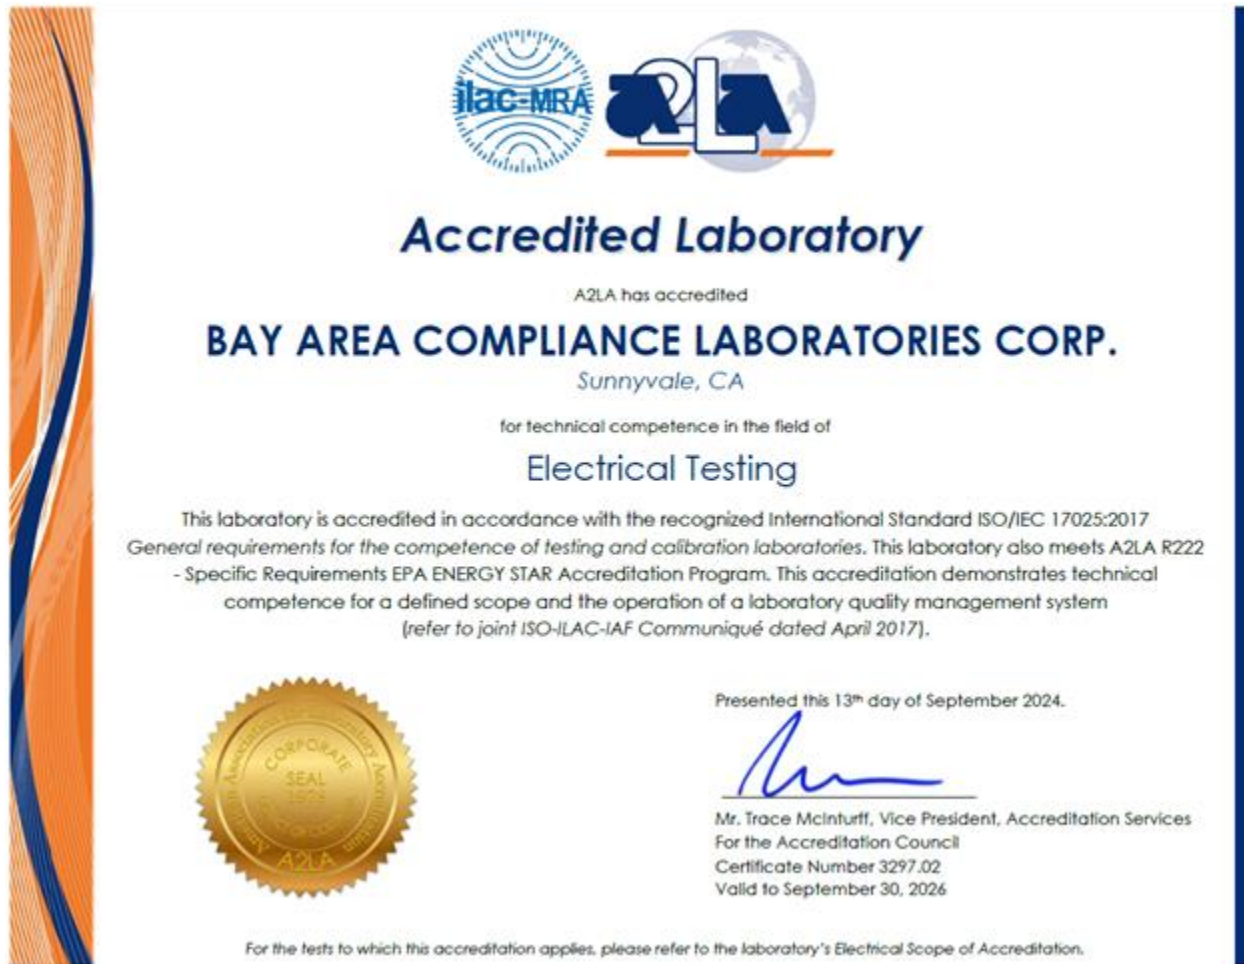 ilac-MRA
A2LA
Accredited Laboratory
A2LA has accredited
BAY AREA COMPLIANCE LABORATORIES CORP.
Sunnyvale, CA
for technical competence in the field of
Electrical Testing
This laboratory is accredited in accordance with the recognized International Standard ISO/IEC 17025:2017
General requirements for the competence of testing and calibration laboratories. This laboratory also meets A2LA R222
- Specific Requirements EPA ENERGY STAR Accreditation Program. This accreditation demonstrates technical
competence for a defined scope and the operation of a laboratory quality management system
(refer to joint ISO-ILAC-IAF Communiqué dated April 2017).
Presented this 13th day of September 2024.
Mr. Trace McInturff, Vice President, Accreditation Services
For the Accreditation Council
Certificate Number 3297.02
Valid to September 30, 2026
CORPORATE
SEAL
A2LA
For the tests to which this accreditation applies, please refer to the laboratory's Electrical Scope of Accreditation.